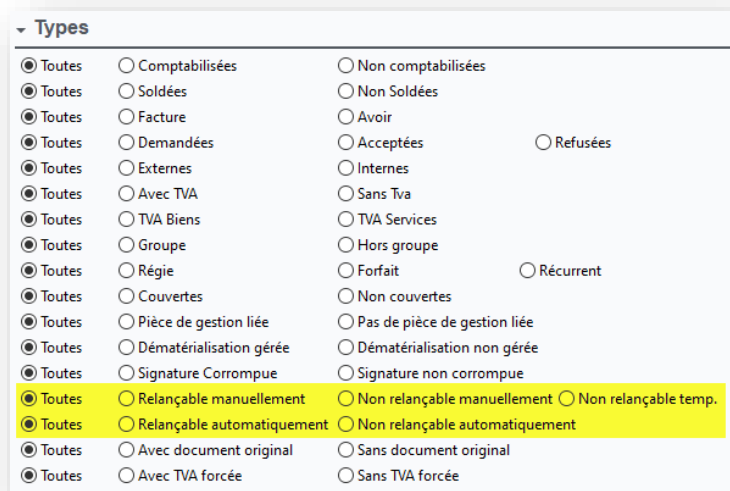 Types
Toutes Comptabilisées Non comptabilisées
Toutes Soldées Non Soldées
Toutes Facture Avoir
Toutes Demandées Acceptées Refusées
Toutes Externes Internes
Toutes Avec TVA Sans Tva
Toutes TVA Biens TVA Services
Toutes Groupe Hors groupe
Toutes Régie Forfait Récurrent
Toutes Couvertes Non couvertes
Toutes Pièce de gestion liée Pas de pièce de gestion liée
Toutes Dématérialisation gérée Dématérialisation non gérée
Toutes Signature Corrompue Signature non corrompue
Toutes Relançable manuellement Non relançable manuellement Non relançable temp.
Toutes Relançable automatiquement Non relançable automatiquement
Toutes Avec document original Sans document original
Toutes Avec TVA forcée Sans TVA forcée